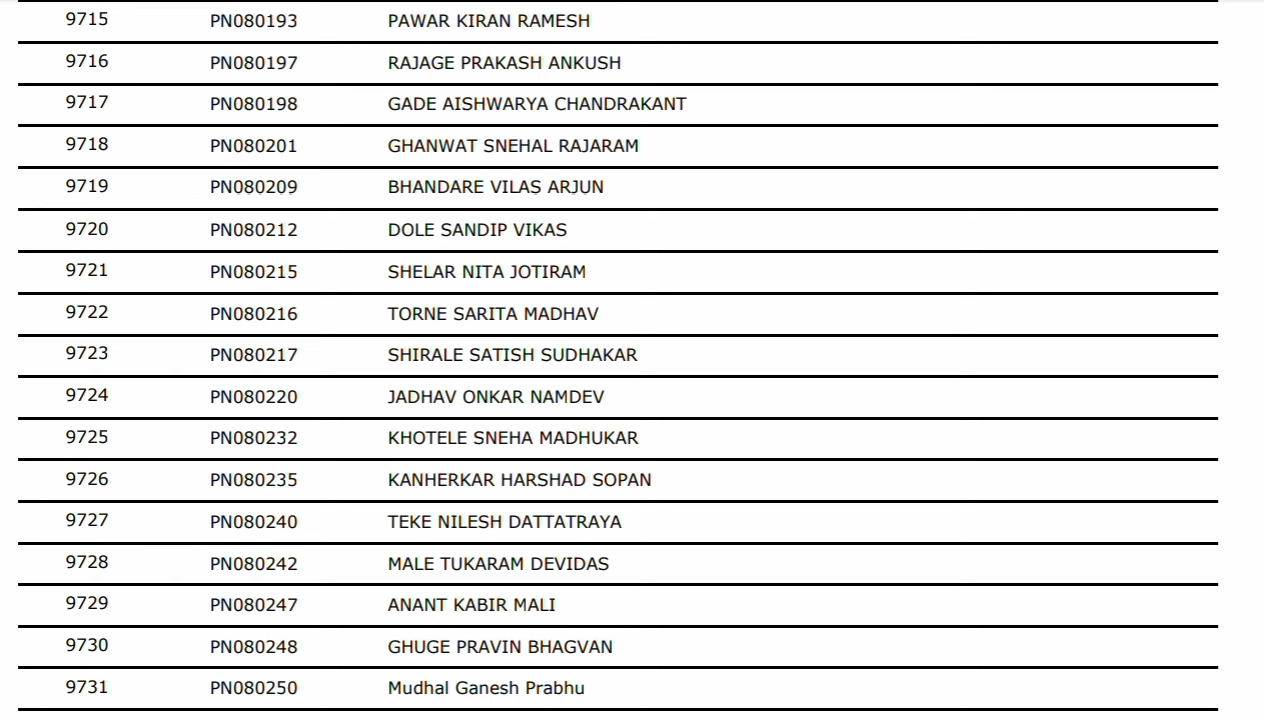 9715 PN080193 PAWAR KIRAN RAMESH
9716 PN080197 RAJAGE PRAKASH ANKUSH
9717 PN080198 GADE AISHWARYA CHANDRAKANT
9718 PN080201 GHANWAT SNEHAL RAJARAM
9719 PN080209 BHANDARE VILAS ARJUN
9720 PN080212 DOLE SANDIP VIKAS
9721 PN080215 SHELAR NITA JOTIRAM
9722 PN080216 TORNE SARITA MADHAV
9723 PN080217 SHIRALE SATISH SUDHAKAR
9724 PN080220 JADHAV ONKAR NAMDEV
9725 PN080232 KHOTELE SNEHA MADHUKAR
9726 PN080235 KANHERKAR HARSHAD SOPAN
9727 PN080240 TEKE NILESH DATTATRAYA
9728 PN080242 MALE TUKARAM DEVIDAS
9729 PN080247 ANANT KABIR MALI
9730 PN080248 GHUGE PRAVIN BHAGVAN
9731 PN080250 Mudhal Ganesh Prabhu